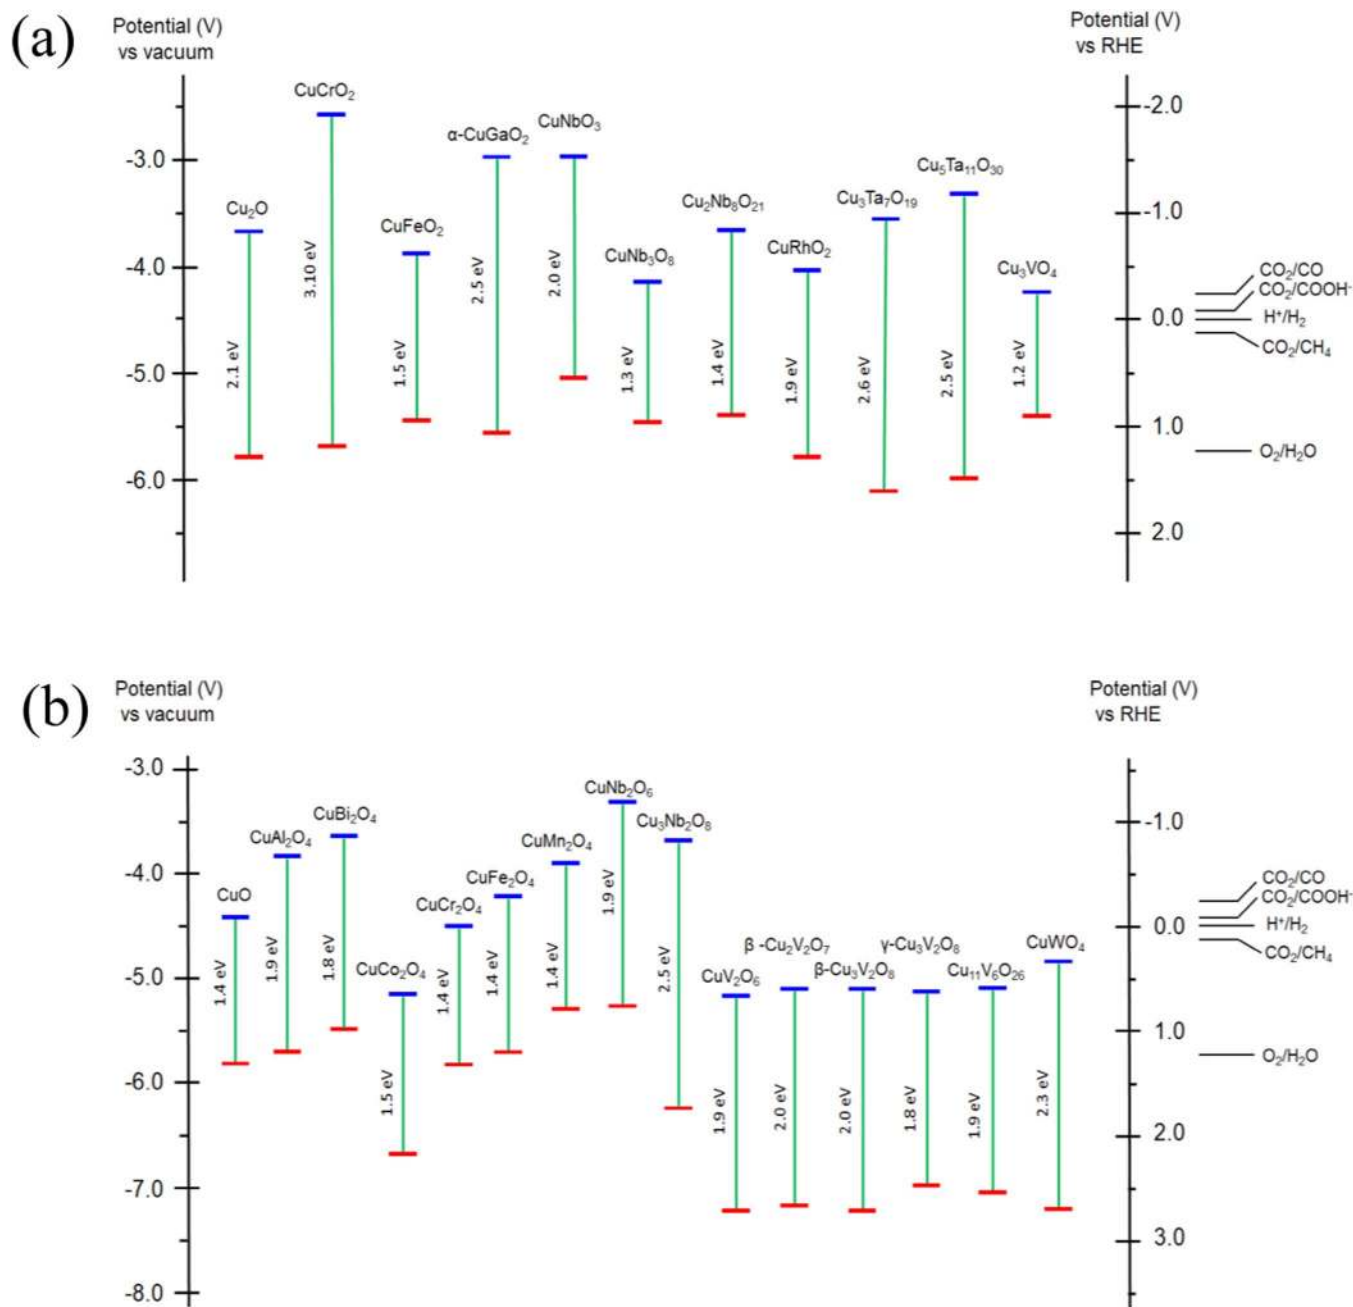 (a)
Potential (V)
vs vacuum
Potential (V)
vs RHE
-3.0
-4.0
-5.0
-6.0
Cu₂O
2.1 eV
CuCrO₂
3.10 eV
CuFeO₂
1.5 eV
α-CuGaO₂
2.5 eV
CuNbO₃
2.0 eV
CuNb₃O₈
1.3 eV
Cu₂Nb₈O₂₁
1.4 eV
CuRhO₂
1.9 eV
Cu₃Ta₇O₁₉
2.6 eV
Cu₅Ta₁₁O₃₀
2.5 eV
Cu₃VO₄
1.2 eV
-2.0
-1.0
0.0
1.0
2.0
CO₂/CO
CO₂/COOH⁻
H⁺/H₂
CO₂/CH₄
O₂/H₂O
(b)
Potential (V)
vs vacuum
Potential (V)
vs RHE
-3.0
-4.0
-5.0
-6.0
-7.0
-8.0
CuO
1.4 eV
CuAl₂O₄
1.9 eV
CuBi₂O₄
1.8 eV
CuCo₂O₄
1.5 eV
CuCr₂O₄
1.4 eV
CuFe₂O₄
1.4 eV
CuMn₂O₄
1.4 eV
CuNb₂O₆
1.9 eV
Cu₃Nb₂O₈
2.5 eV
CuV₂O₆
1.9 eV
β -Cu₂V₂O₇
2.0 eV
β-Cu₃V₂O₈
2.0 eV
γ-Cu₃V₂O₈
1.8 eV
Cu₁₁V₆O₂₆
1.9 eV
CuWO₄
2.3 eV
-1.0
0.0
1.0
2.0
3.0
CO₂/CO
CO₂/COOH⁻
H⁺/H₂
CO₂/CH₄
O₂/H₂O